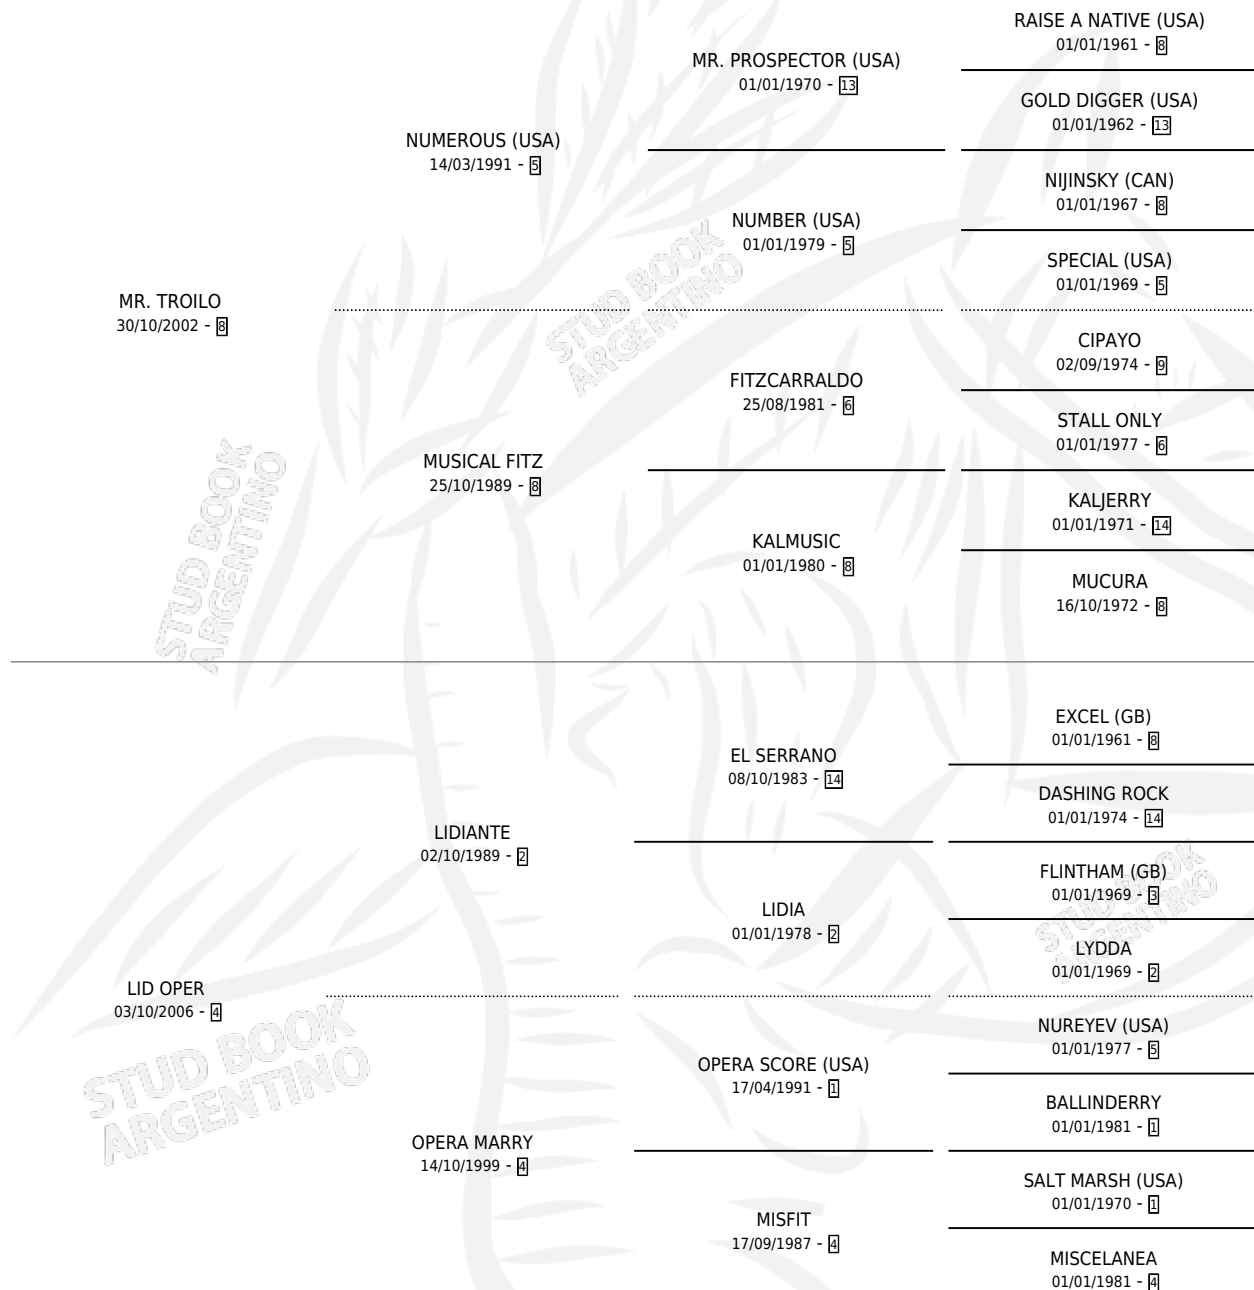 RAISE A NATIVE (USA)
01/01/1961 - 8
MR. PROSPECTOR (USA)
01/01/1970 - 13
GOLD DIGGER (USA)
01/01/1962 - 13
NUMEROUS (USA)
14/03/1991 - 5
NIJINSKY (CAN)
01/01/1967 - 8
NUMBER (USA)
01/01/1979 - 5
SPECIAL (USA)
01/01/1969 - 5
MR. TROILO
30/10/2002 - 8
CIPAYO
02/09/1974 - 9
FITZCARRALDO
25/08/1981 - 6
STALL ONLY
01/01/1977 - 6
MUSICAL FITZ
25/10/1989 - 8
KALJERRY
01/01/1971 - 14
KALMUSIC
01/01/1980 - 8
MUCURA
16/10/1972 - 8
EXCEL (GB)
01/01/1961 - 8
EL SERRANO
08/10/1983 - 14
DASHING ROCK
01/01/1974 - 14
LIDIANTE
02/10/1989 - 2
FLINTHAM (GB)
01/01/1969 - 3
LIDIA
01/01/1978 - 2
LYDDA
01/01/1969 - 2
LID OPER
03/10/2006 - 4
NUREYEV (USA)
01/01/1977 - 5
OPERA SCORE (USA)
17/04/1991 - 1
BALLINDERRY
01/01/1981 - 1
OPERA MARRY
14/10/1999 - 4
SALT MARSH (USA)
01/01/1970 - 1
MISFIT
17/09/1987 - 4
MISCELANEA
01/01/1981 - 4
STUD BOOK
ARGENTINO
STUD BOOK
ARGENTINO
STUD BOOK
ARGENTINO
STUD BOOK
ARGENTINO